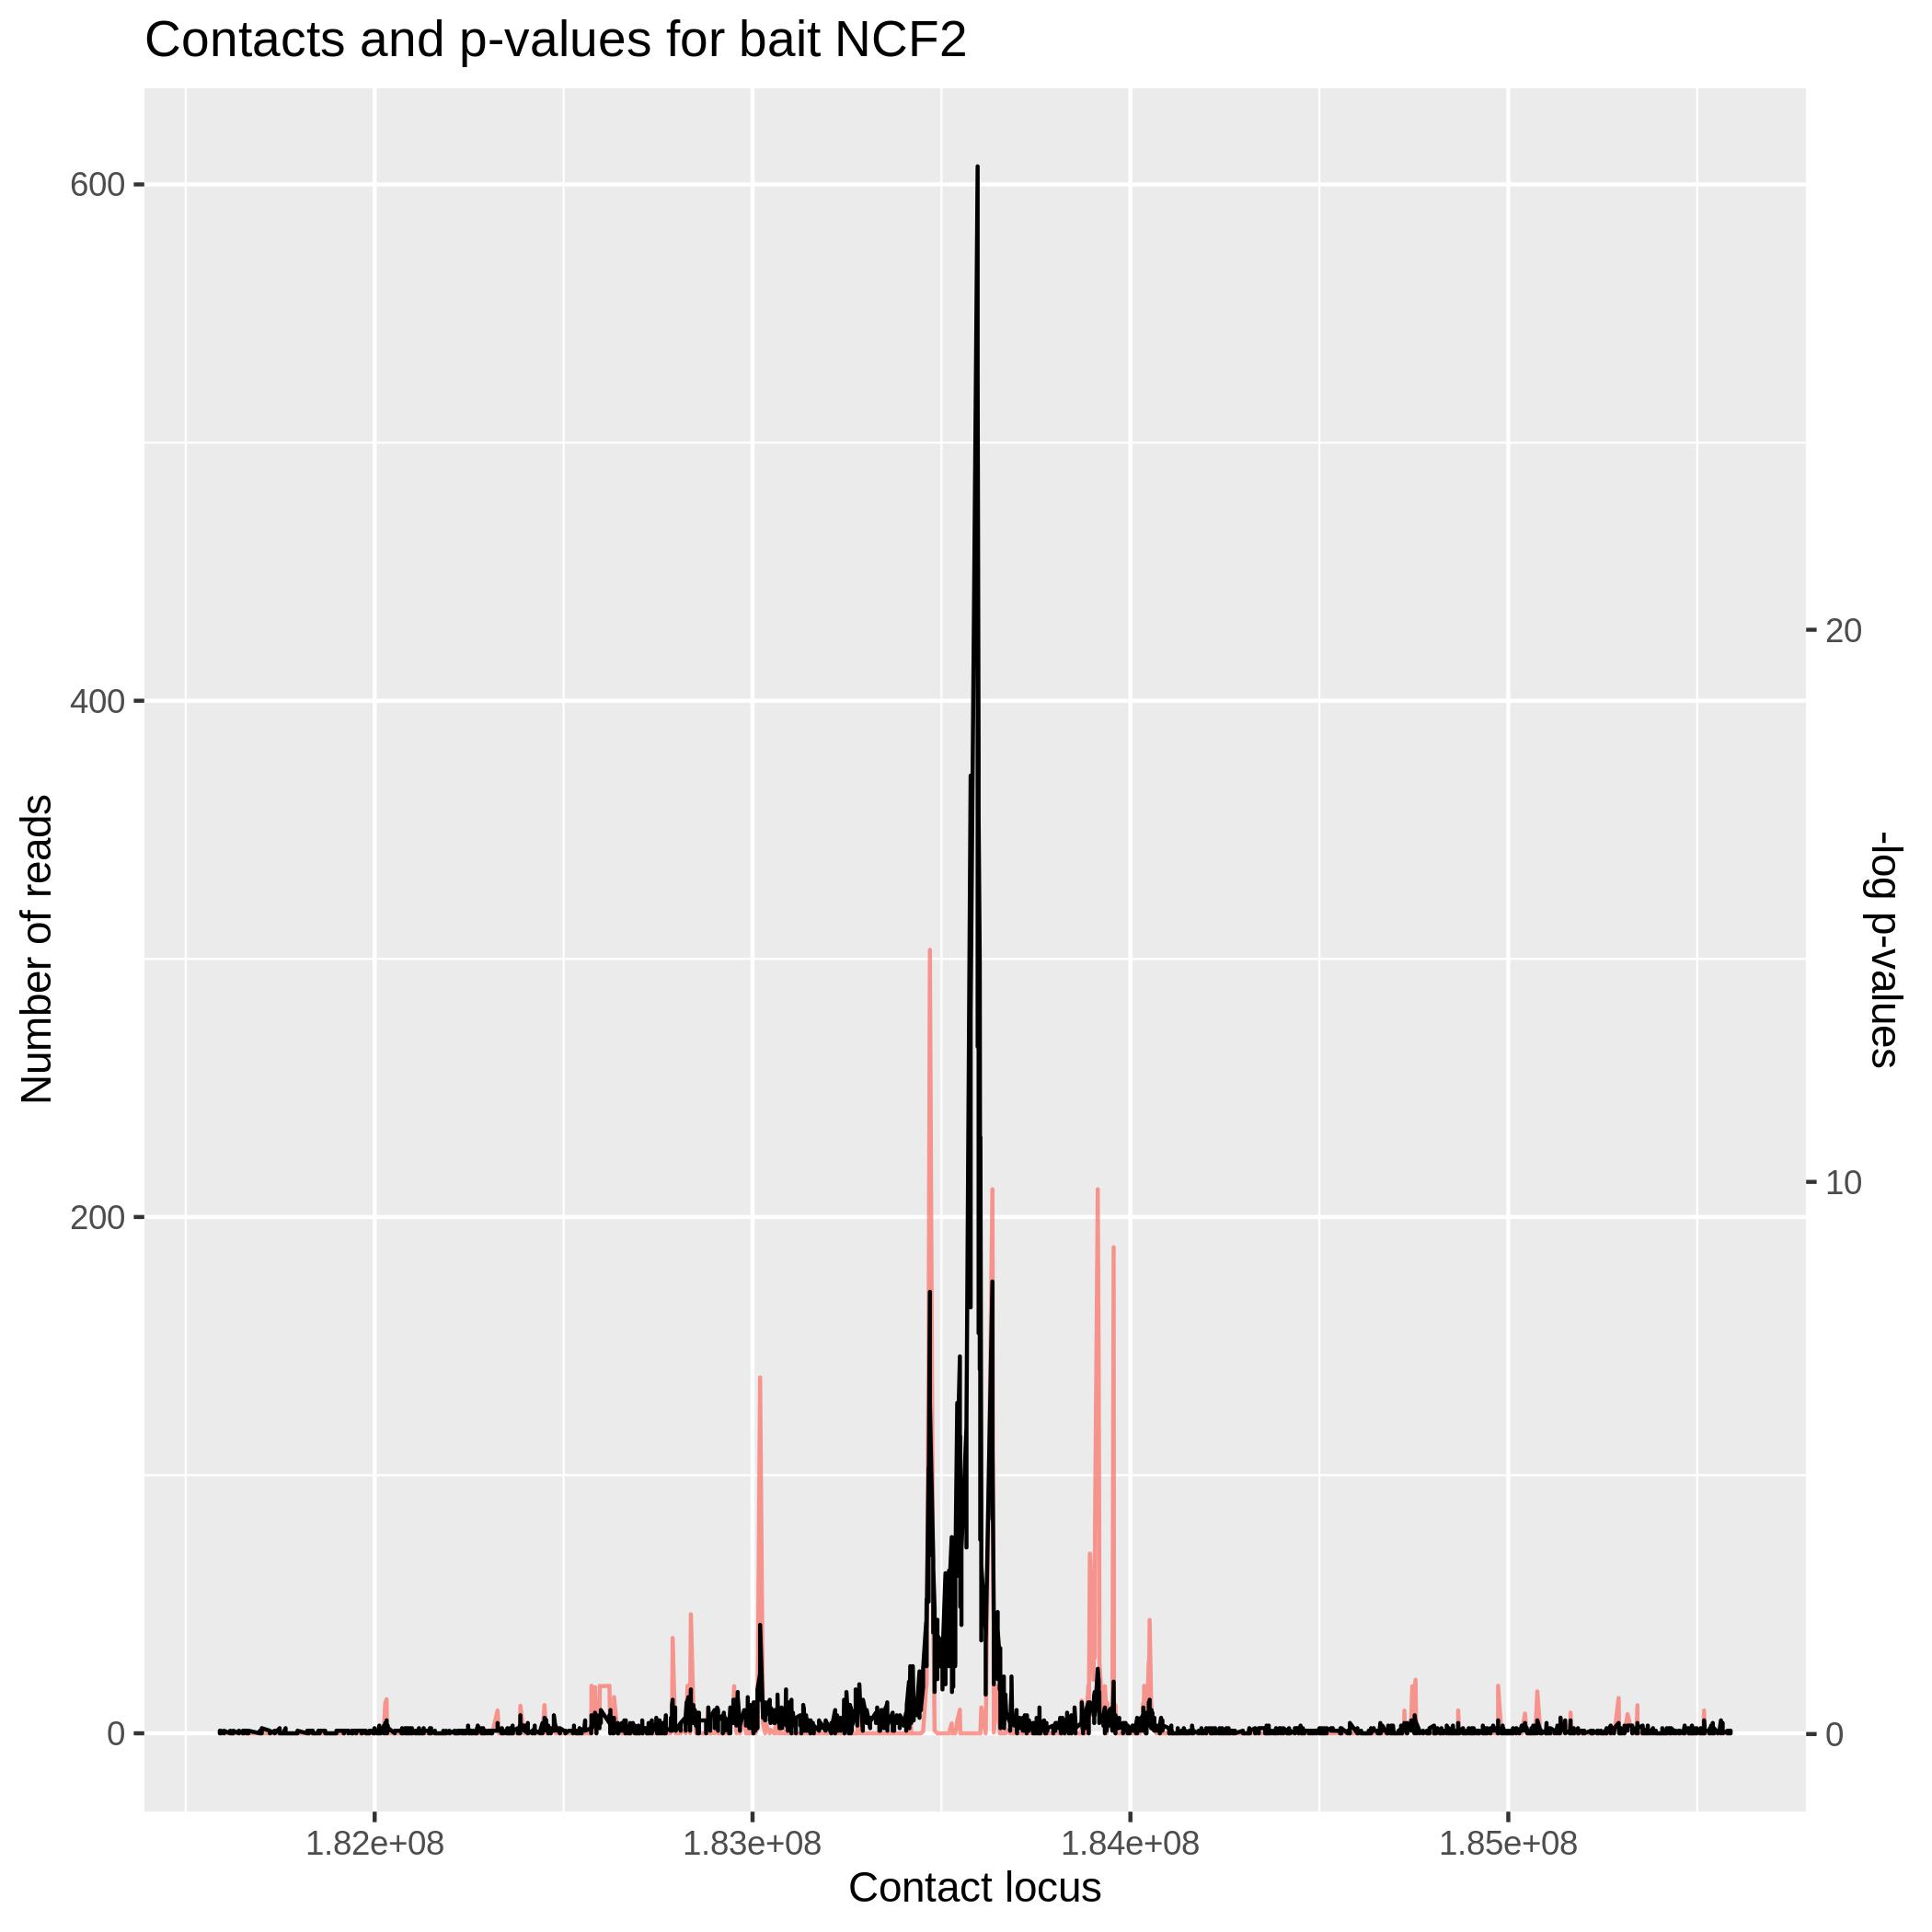 Contacts and p-values for bait NCF2
600
400
200
0
Number of reads
20
10
0
-log p-values
1.82e+08
1.83e+08
1.84e+08
1.85e+08
Contact locus